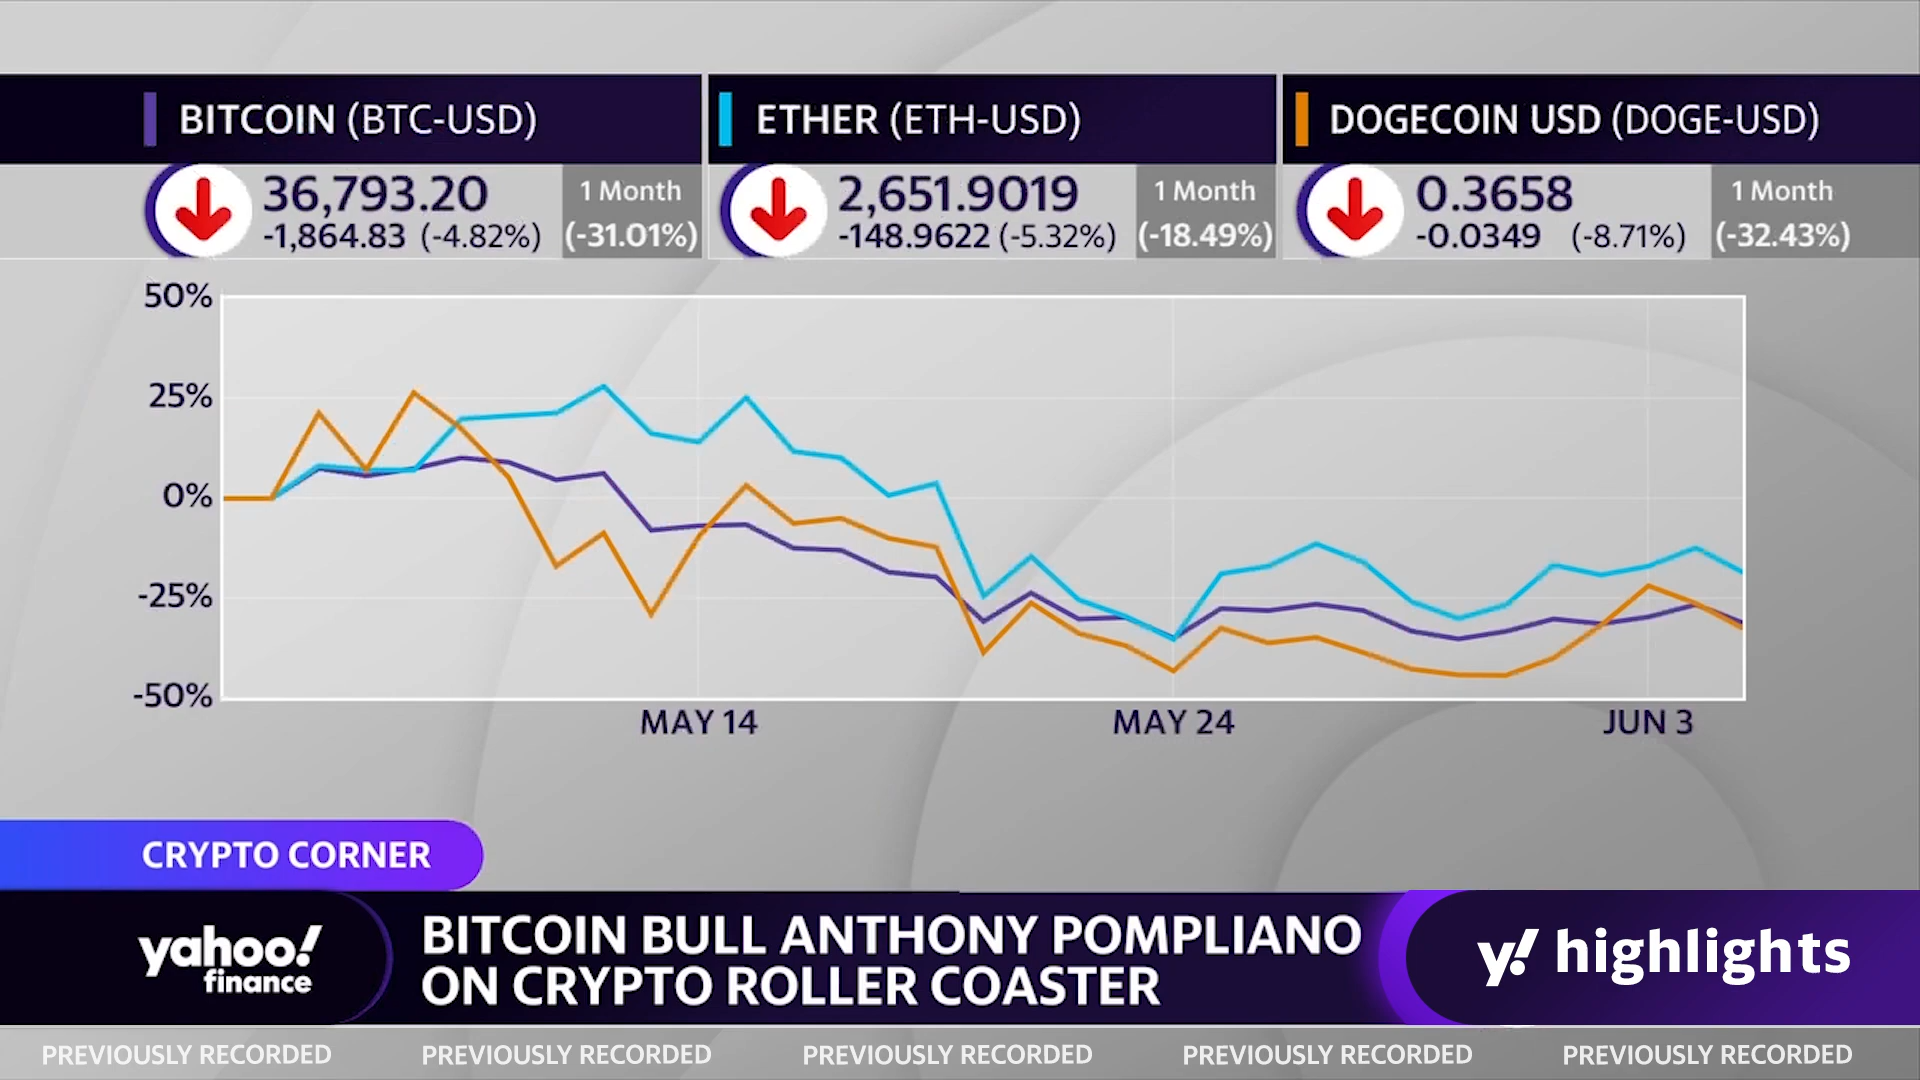 BITCOIN (BTC-USD)
36,793.20
-1,864.83 (-4.82%)
1 Month
(-31.01%)
ETHER (ETH-USD)
2,651.9019
-148.9622 (-5.32%)
1 Month
(-18.49%)
DOGECOIN USD (DOGE-USD)
0.3658
-0.0349 (-8.71%)
1 Month
(-32.43%)
50%
25%
0%
-25%
-50%
MAY 14 MAY 24 JUN 3
CRYPTO CORNER
yahoo!
finance
BITCOIN BULL ANTHONY POMPLIANO
ON CRYPTO ROLLER COASTER
y! highlights
PREVIOUSLY RECORDED PREVIOUSLY RECORDED PREVIOUSLY RECORDED PREVIOUSLY RECORDED PREVIOUSLY RECORDED